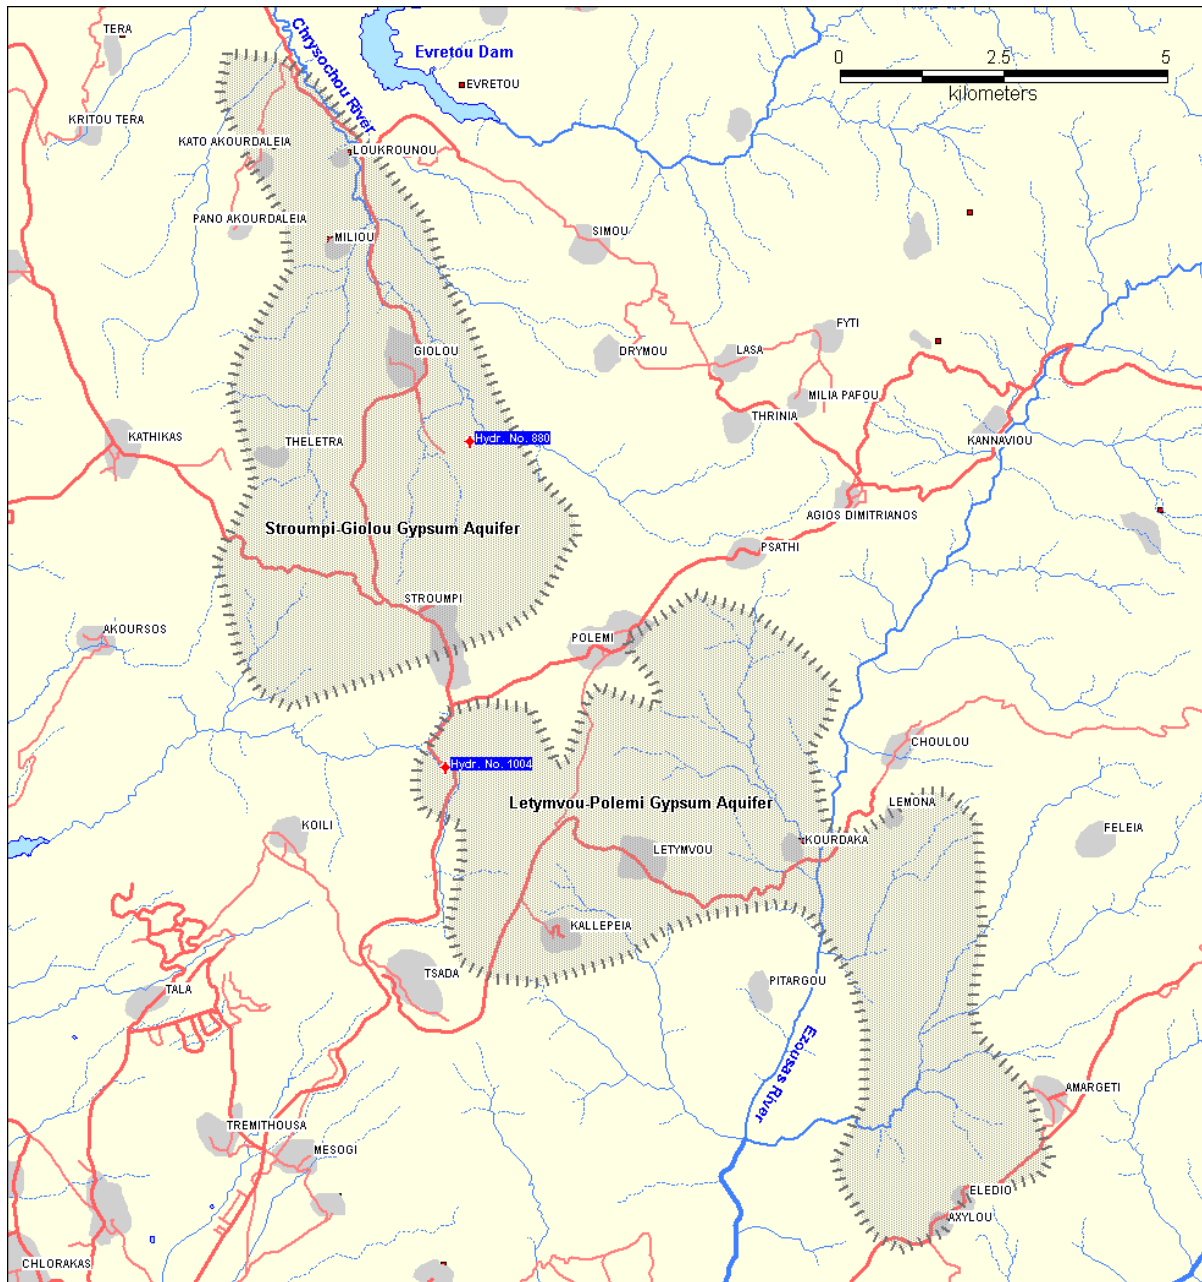 TERA
Chrysochou River
Evretou Dam
0 2.5 5
EVRETOU
kilometers
KRITOU TERA
KATO AKOURDALEIA
LOUKROUNOU
PANO AKOURDALEIA
MILIOU
SIMOU
FYTI
GIOLOU
DRYMOU
LASA
MILIA PAFOU
THRINIA
KATHIKAS
THELETRA
Hydr. No. 880
KANNAVIOU
AGIOS DIMITRIANOS
Stroumpi-Giolou Gypsum Aquifer
PSATHI
STROUMPI
AKOURSOS
POLEMI
CHOULOU
Hydr. No. 1004
Letymvou-Polemi Gypsum Aquifer
LEMONA
KOILI
FELEIA
LETYMVOU
KOURDAKA
KALLEPEIA
TSADA
PITARGOU
TALA
Ezousas River
AMARGETI
TREMITHOUSA
MESOGI
ELEDIO
AXYLOU
CHLORAKAS